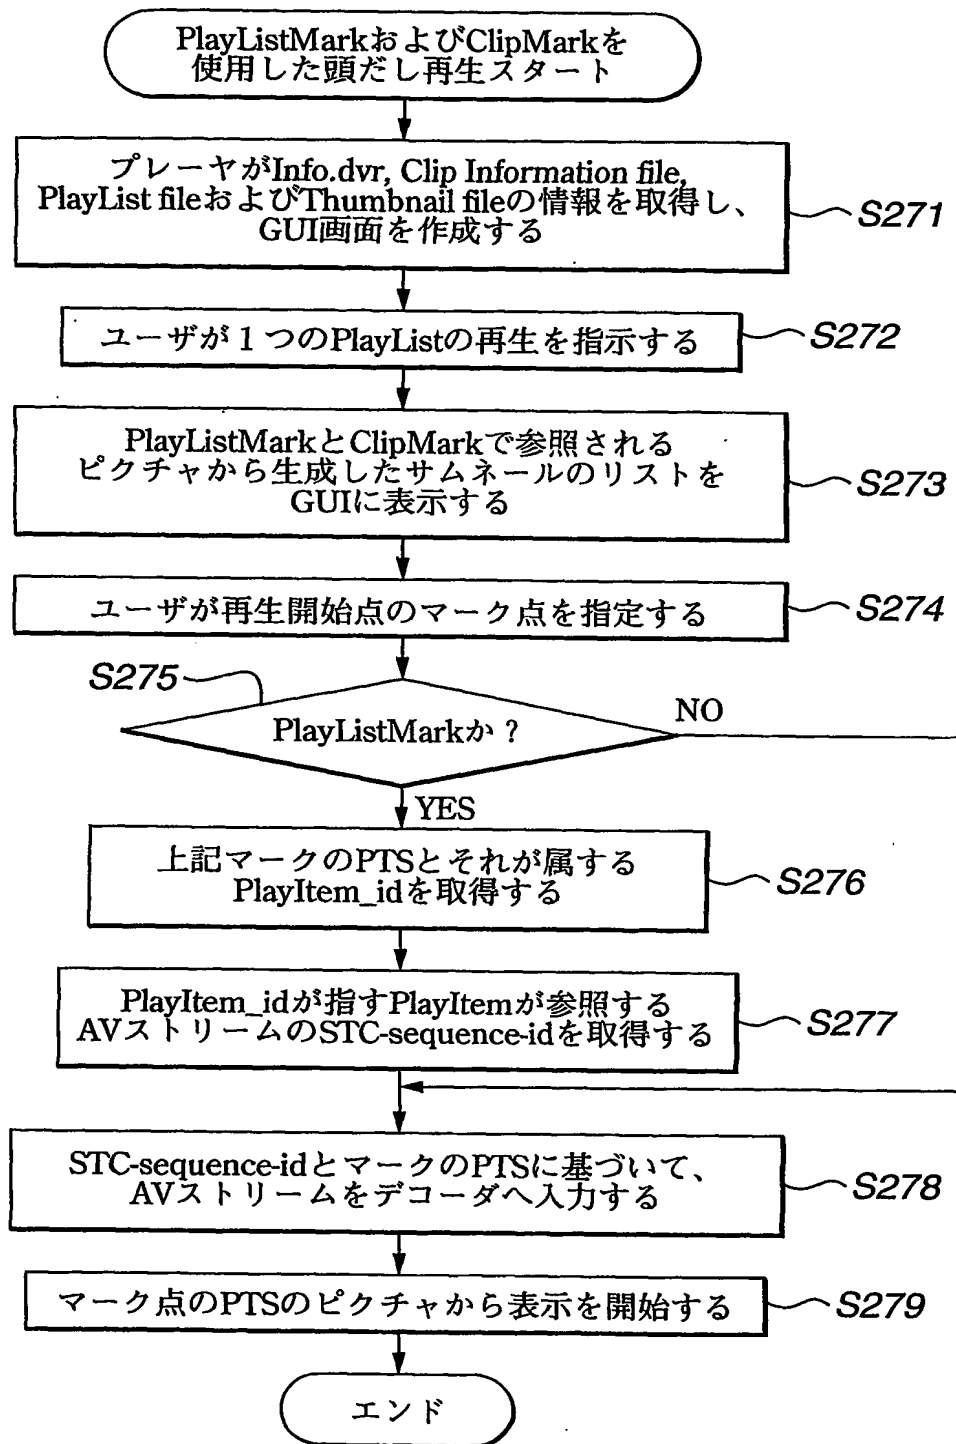 PlayListMarkおよびClipMarkを
使用した頭だし再生スタート
プレーヤがInfo.dvr, Clip Information file,
PlayList fileおよびThumbnail fileの情報を取得し、
GUI画面を作成する
S271
ユーザが1つのPlayListの再生を指示する
S272
PlayListMarkとClipMarkで参照される
ピクチャから生成したサムネールのリストを
GUIに表示する
S273
ユーザが再生開始点のマーク点を指定する
S274
S275
PlayListMarkか?
NO
YES
上記マークのPTSとそれが属する
PlayItem_idを取得する
S276
PlayItem_idが指すPlayItemが参照する
AVストリームのSTC-sequence-idを取得する
S277
STC-sequence-idとマークのPTSに基づいて、
AVストリームをデコーダへ入力する
S278
マーク点のPTSのピクチャから表示を開始する
S279
エンド